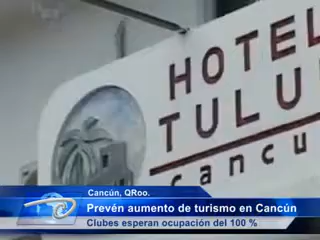 HOTEL
TULU
Cancu
Cancún, QRoo.
Prevén aumento de turismo en Cancún
Clubes esperan ocupación del 100 %